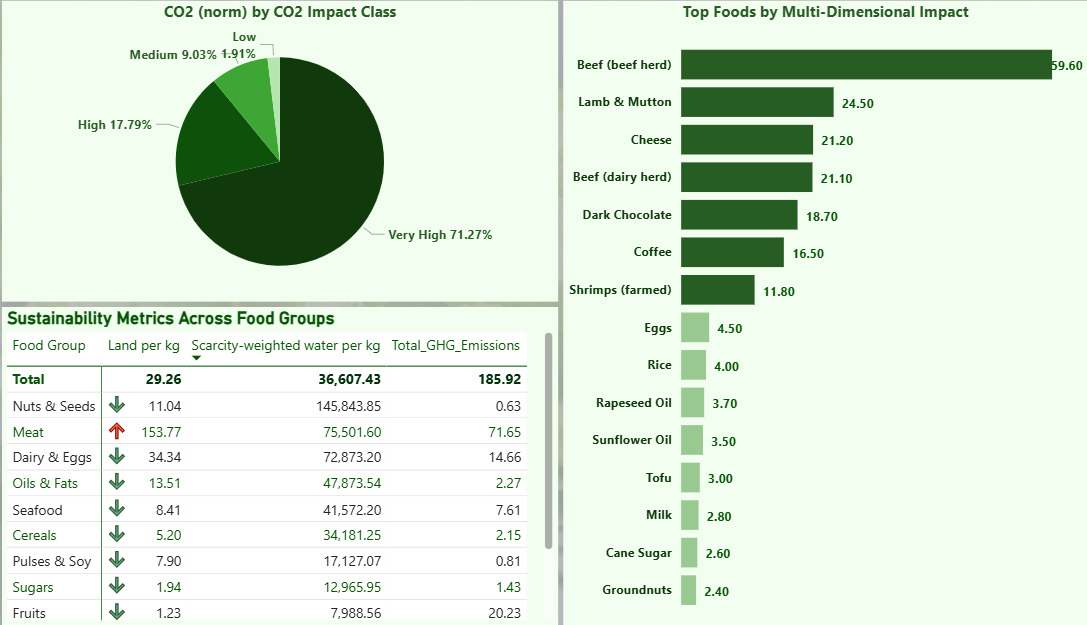 CO2 (norm) by CO2 Impact Class
Low
Medium 9.03% 1.91%
High 17.79%
Very High 71.27%
Sustainability Metrics Across Food Groups
Food Group Land per kg Scarcity-weighted water per kg Total_GHG_Emissions
Total 29.26 36,607.43 185.92
Nuts & Seeds 11.04 145,843.85 0.63
Meat 153.77 75,501.60 71.65
Dairy & Eggs 34.34 72,873.20 14.66
Oils & Fats 13.51 47,873.54 2.27
Seafood 8.41 41,572.20 7.61
Cereals 5.20 34,181.25 2.15
Pulses & Soy 7.90 17,127.07 0.81
Sugars 1.94 12,965.95 1.43
Fruits 1.23 7,988.56 20.23
Top Foods by Multi-Dimensional Impact
Beef (beef herd) 59.60
Lamb & Mutton 24.50
Cheese 21.20
Beef (dairy herd) 21.10
Dark Chocolate 18.70
Coffee 16.50
Shrimps (farmed) 11.80
Eggs 4.50
Rice 4.00
Rapeseed Oil 3.70
Sunflower Oil 3.50
Tofu 3.00
Milk 2.80
Cane Sugar 2.60
Groundnuts 2.40